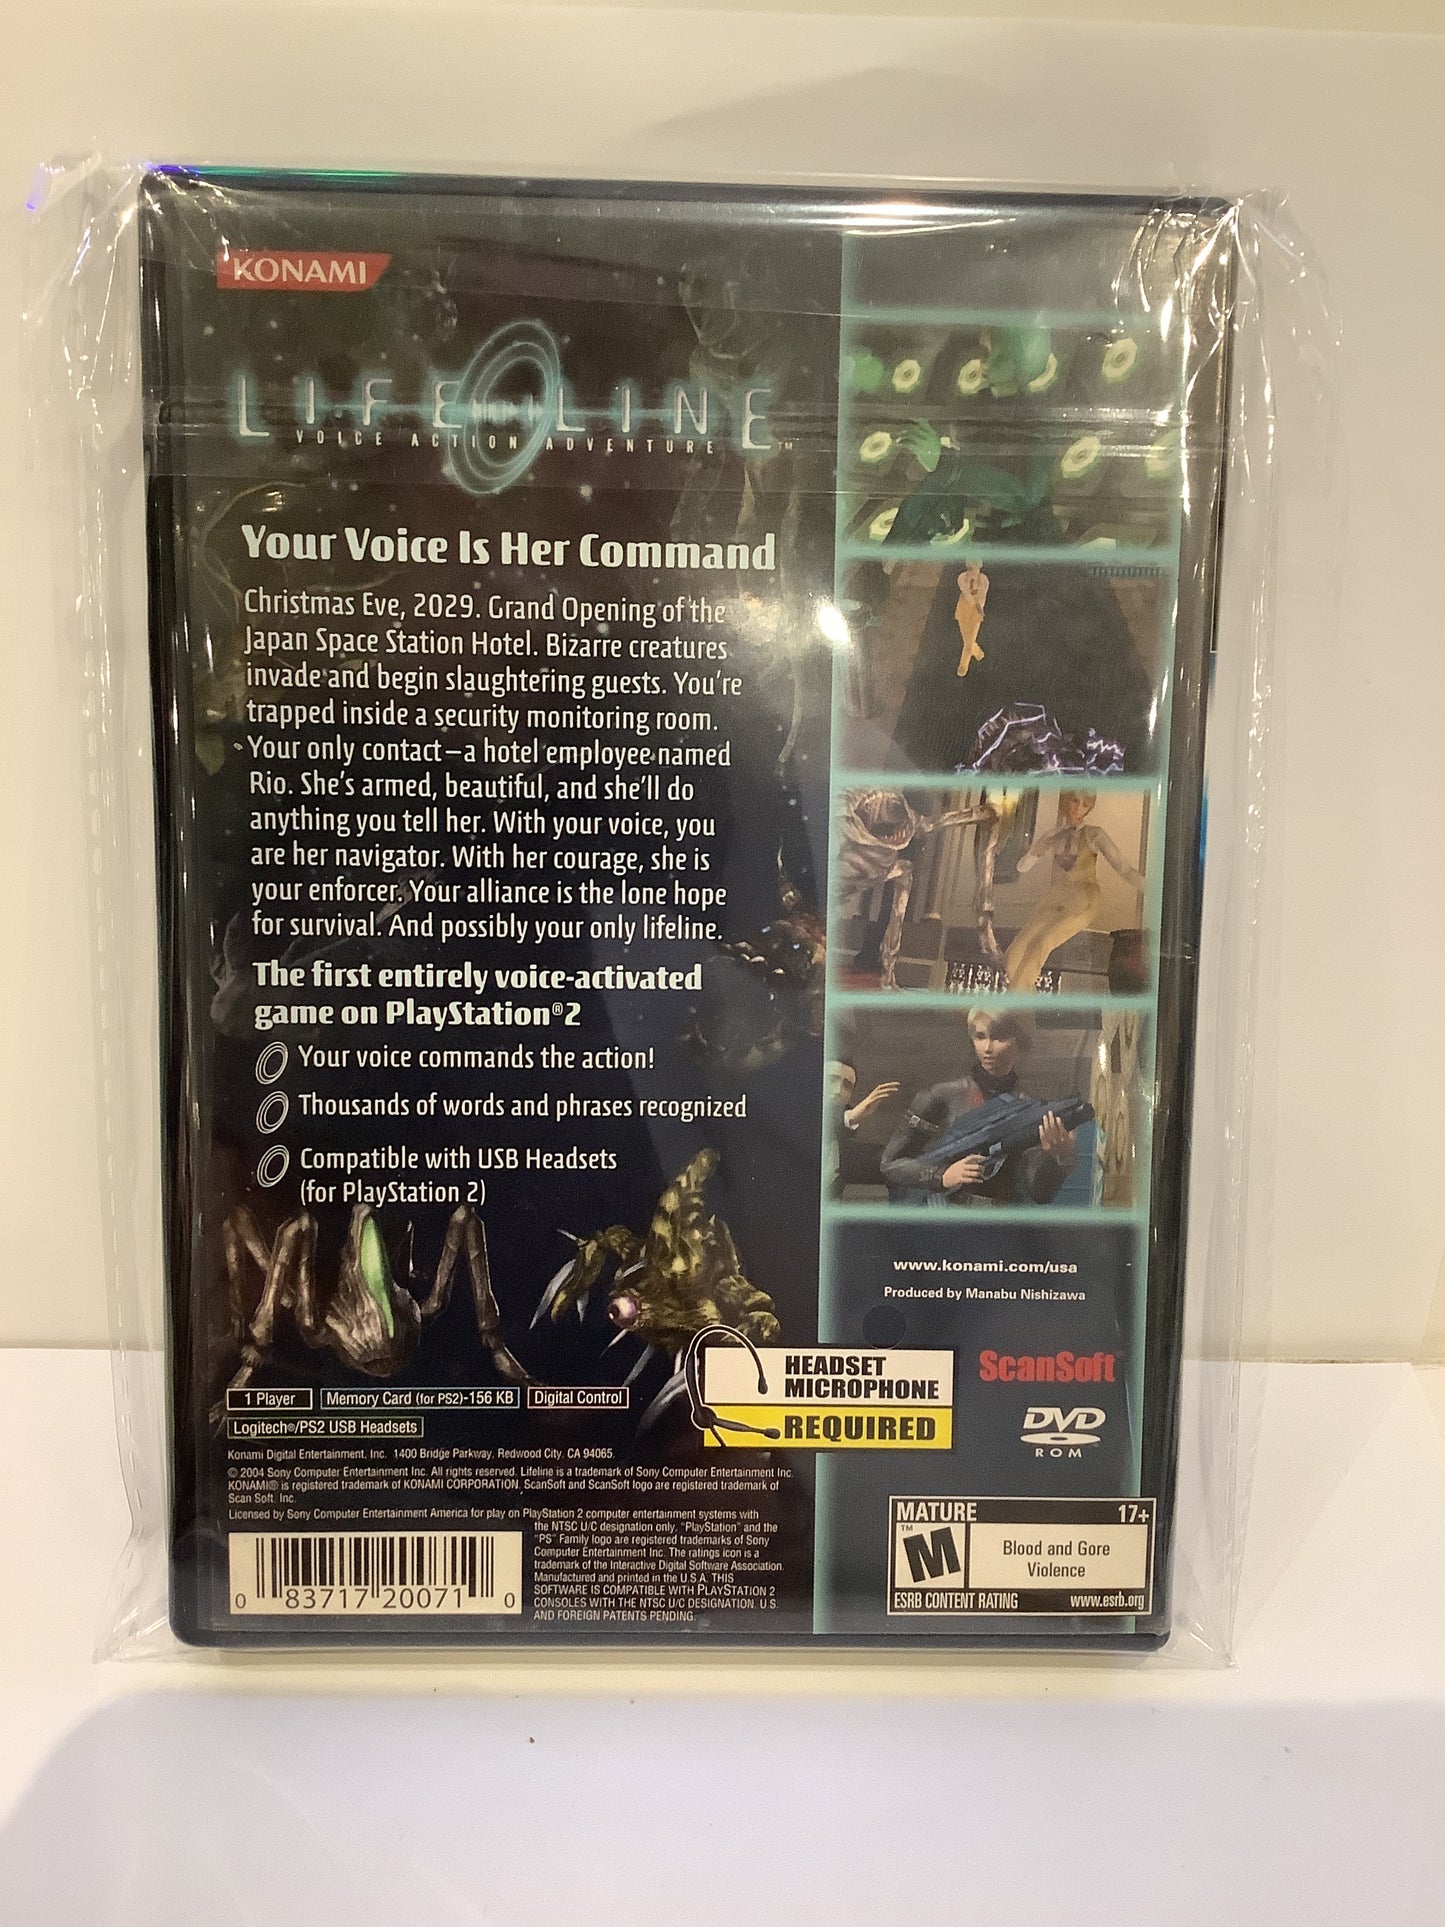 KONAMI
LIFELINE™
VOICE ACTION ADVENTURE
Your Voice Is Her Command
Christmas Eve, 2029. Grand Opening of the
Japan Space Station Hotel. Bizarre creatures
invade and begin slaughtering guests. You're
trapped inside a security monitoring room.
Your only contact—a hotel employee named
Rio. She's armed, beautiful, and she'll do
anything you tell her. With your voice, you
are her navigator. With her courage, she is
your enforcer. Your alliance is the lone hope
for survival. And possibly your only lifeline.
The first entirely voice-activated
game on PlayStation®2
Your voice commands the action!
Thousands of words and phrases recognized
Compatible with USB Headsets
(for PlayStation 2)
www.konami.com/usa
Produced by Manabu Nishizawa
HEADSET
MICROPHONE
REQUIRED
ScanSoft
DVD
ROM
1 Player
Memory Card (for PS2)-156 KB
Digital Control
Logitech®/PS2 USB Headsets
Konami Digital Entertainment, Inc. 1400 Bridge Parkway, Redwood City, CA 94065.
© 2004 Sony Computer Entertainment Inc. All rights reserved. Lifeline is a trademark of Sony Computer Entertainment Inc.
KONAMI® is registered trademark of KONAMI CORPORATION. ScanSoft and ScanSoft logo are registered trademark of
Scan Soft, Inc.
Licensed by Sony Computer Entertainment America for play on PlayStation 2 computer entertainment systems with
the NTSC U/C designation only. "PlayStation" and the
"PS" Family logo are registered trademarks of Sony
Computer Entertainment Inc. The ratings icon is a
trademark of the Interactive Digital Software Association.
Manufactured and printed in the U.S.A. THIS
SOFTWARE IS COMPATIBLE WITH PLAYSTATION 2
CONSOLES WITH THE NTSC U/C DESIGNATION. U.S.
AND FOREIGN PATENTS PENDING.
0 83717 20071 0
MATURE 17+
M™
Blood and Gore
Violence
ESRB CONTENT RATING www.esrb.org